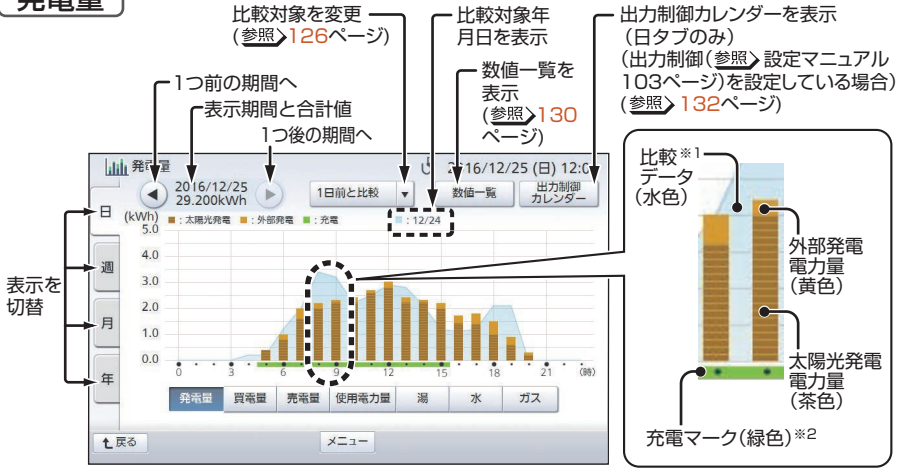 発電量
比較対象を変更
(参照 126ページ)
比較対象年
月日を表示
出力制御カレンダーを表示
(日タブのみ)
(出力制御(参照 設定マニュアル
103ページ)を設定している場合)
(参照 132ページ)
数値一覧を
表示
(参照 130
ページ)
1つ前の期間へ
表示期間と合計値
1つ後の期間へ
発電量
2016/12/25 (日) 12:0
2016/12/25
29.200kWh
1日前と比較
数値一覧
出力制御
カレンダー
(kWh)
:太陽光発電 :外部発電 :充電
:12/24
5.0
4.0
3.0
2.0
1.0
0.0
0 3 6 9 12 15 18 21 (時)
日
週
月
年
表示を
切替
発電量 買電量 売電量 使用電力量 湯 水 ガス
戻る
メニュー
比較※1
データ
(水色)
外部発電
電力量
(黄色)
太陽光発電
電力量
(茶色)
充電マーク(緑色)※2